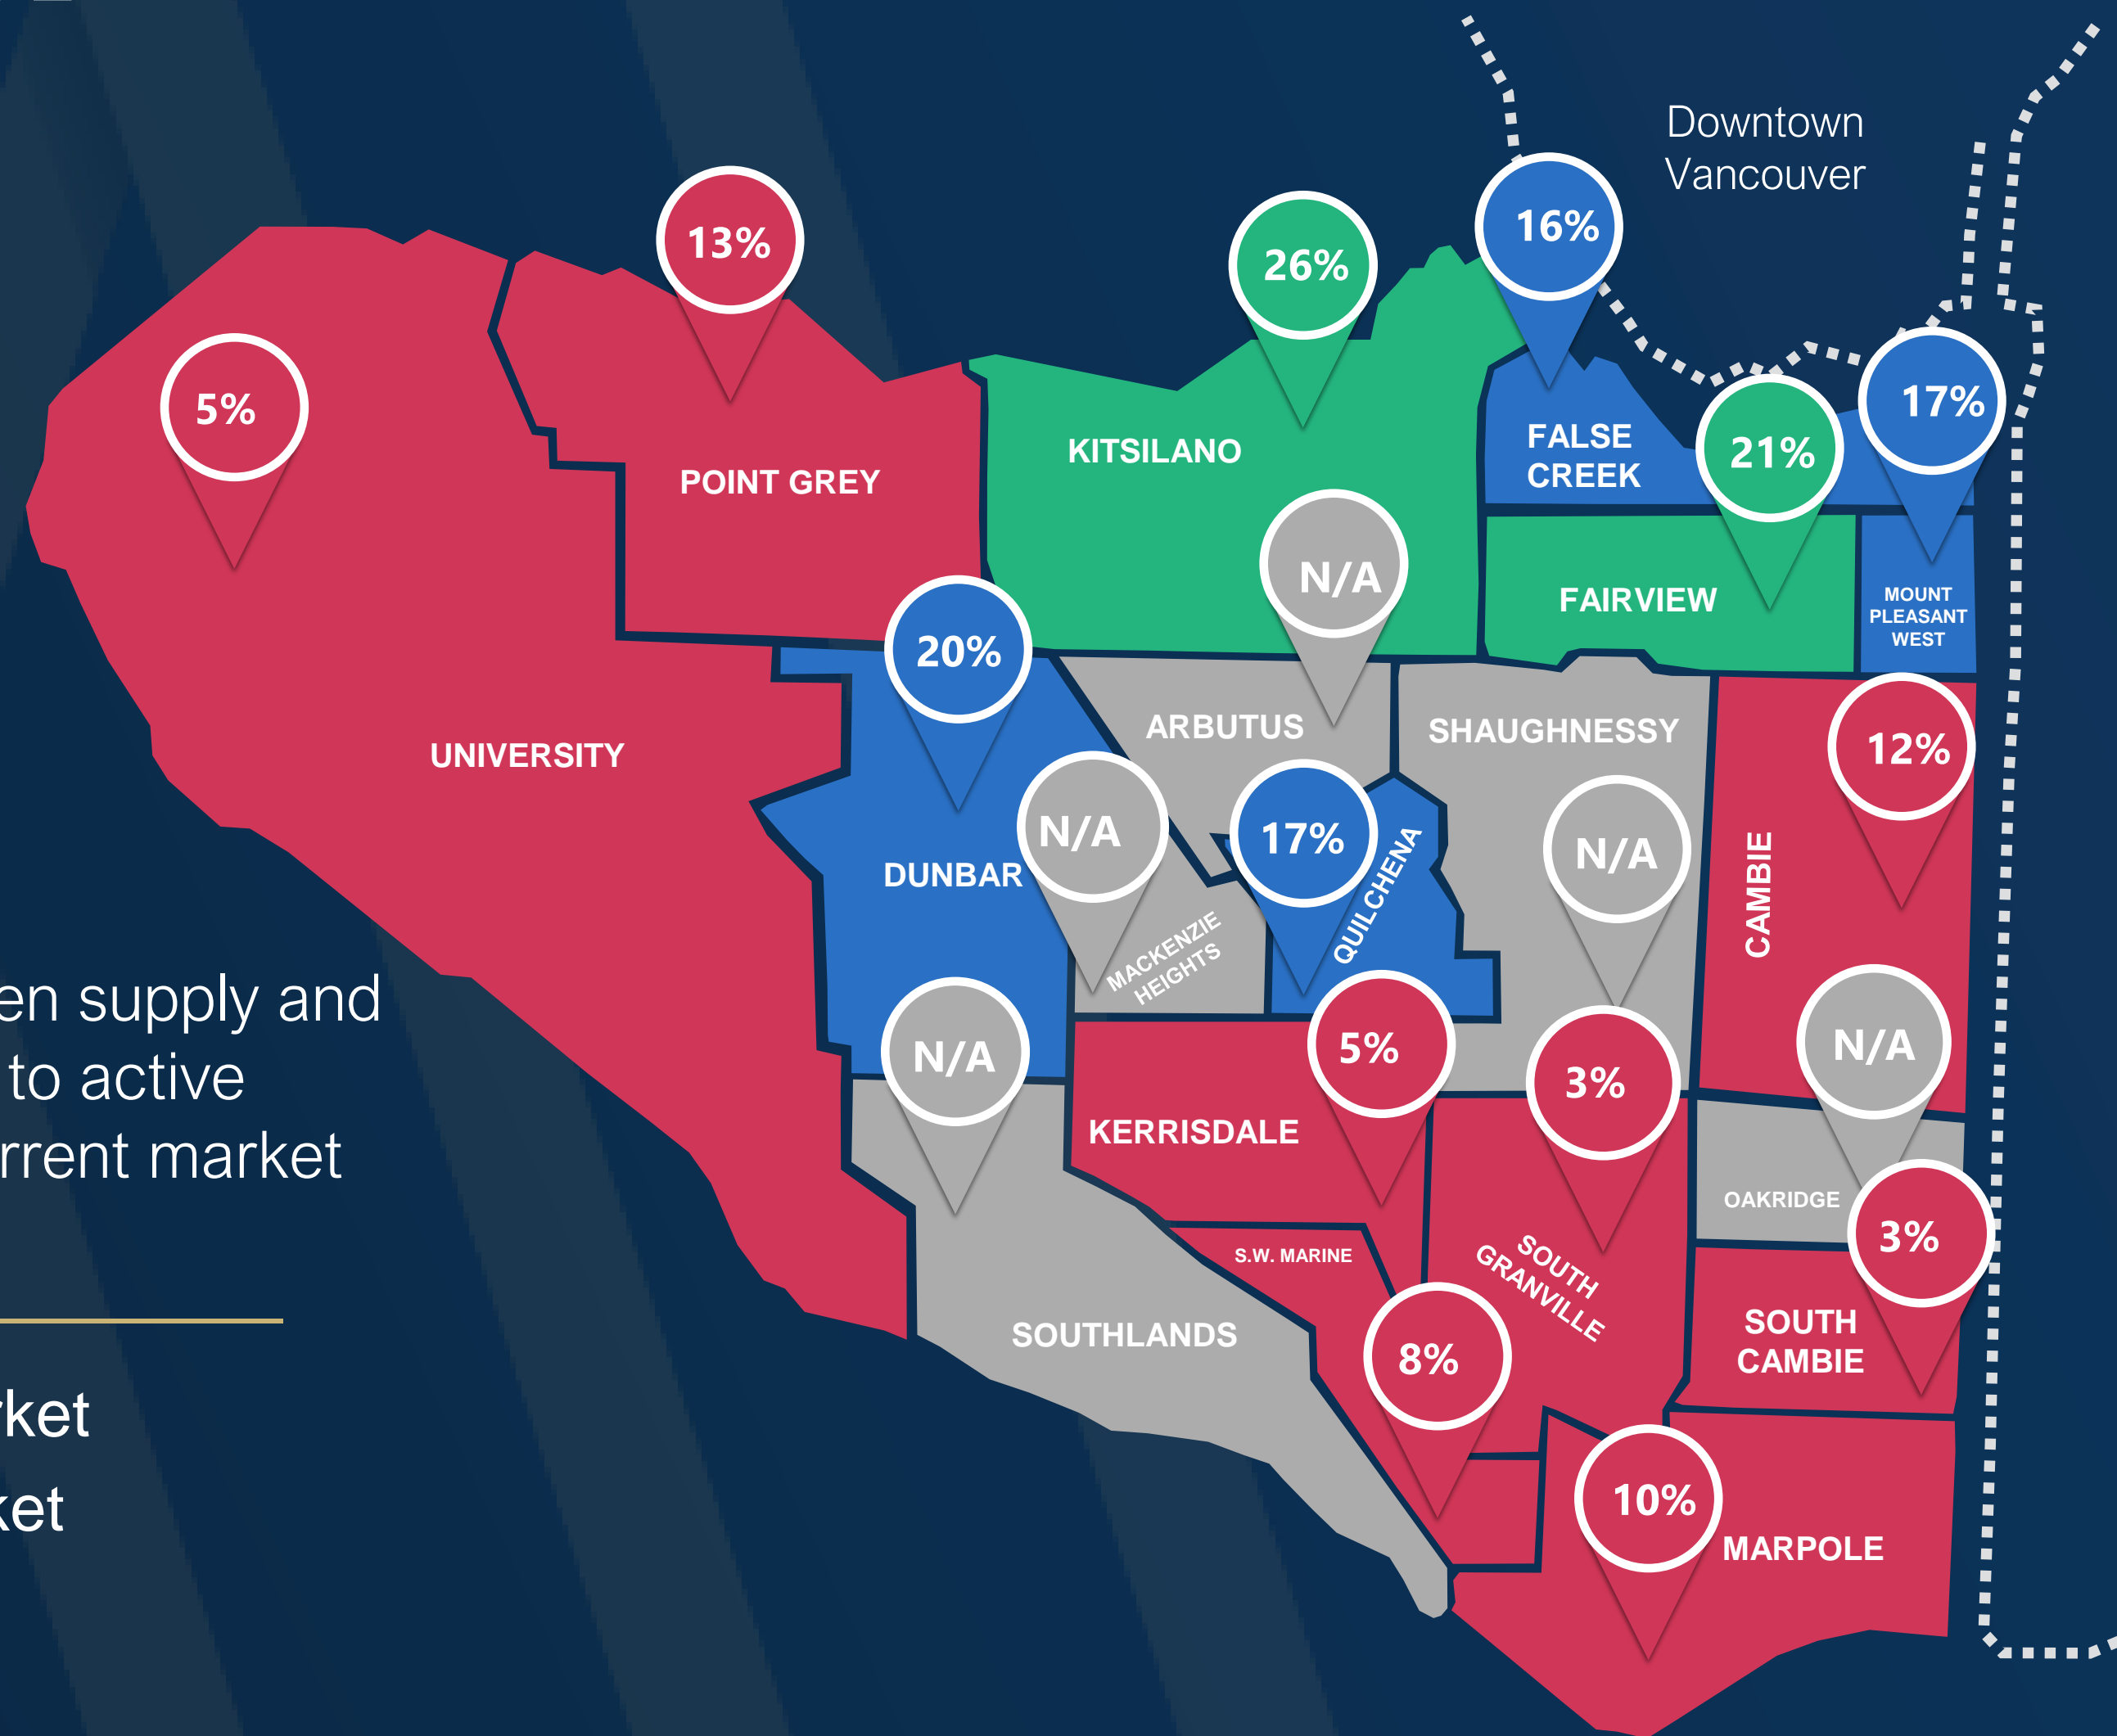 Downtown
Vancouver
13%
26%
16%
5%
21%
17%
POINT GREY
KITSILANO
FALSE
CREEK
N/A
FAIRVIEW
MOUNT
PLEASANT
WEST
20%
UNIVERSITY
ARBUTUS
SHAUGHNESSY
12%
DUNBAR
N/A
17%
QUILCHENA
N/A
CAMBIE
MACKENZIE
HEIGHTS
en supply and
to active
rrent market
N/A
5%
3%
N/A
KERRISDALE
OAKRIDGE
3%
S.W. MARINE
SOUTH
GRANVILLE
SOUTHLANDS
8%
SOUTH
CAMBIE
rket
ket
10%
MARPOLE